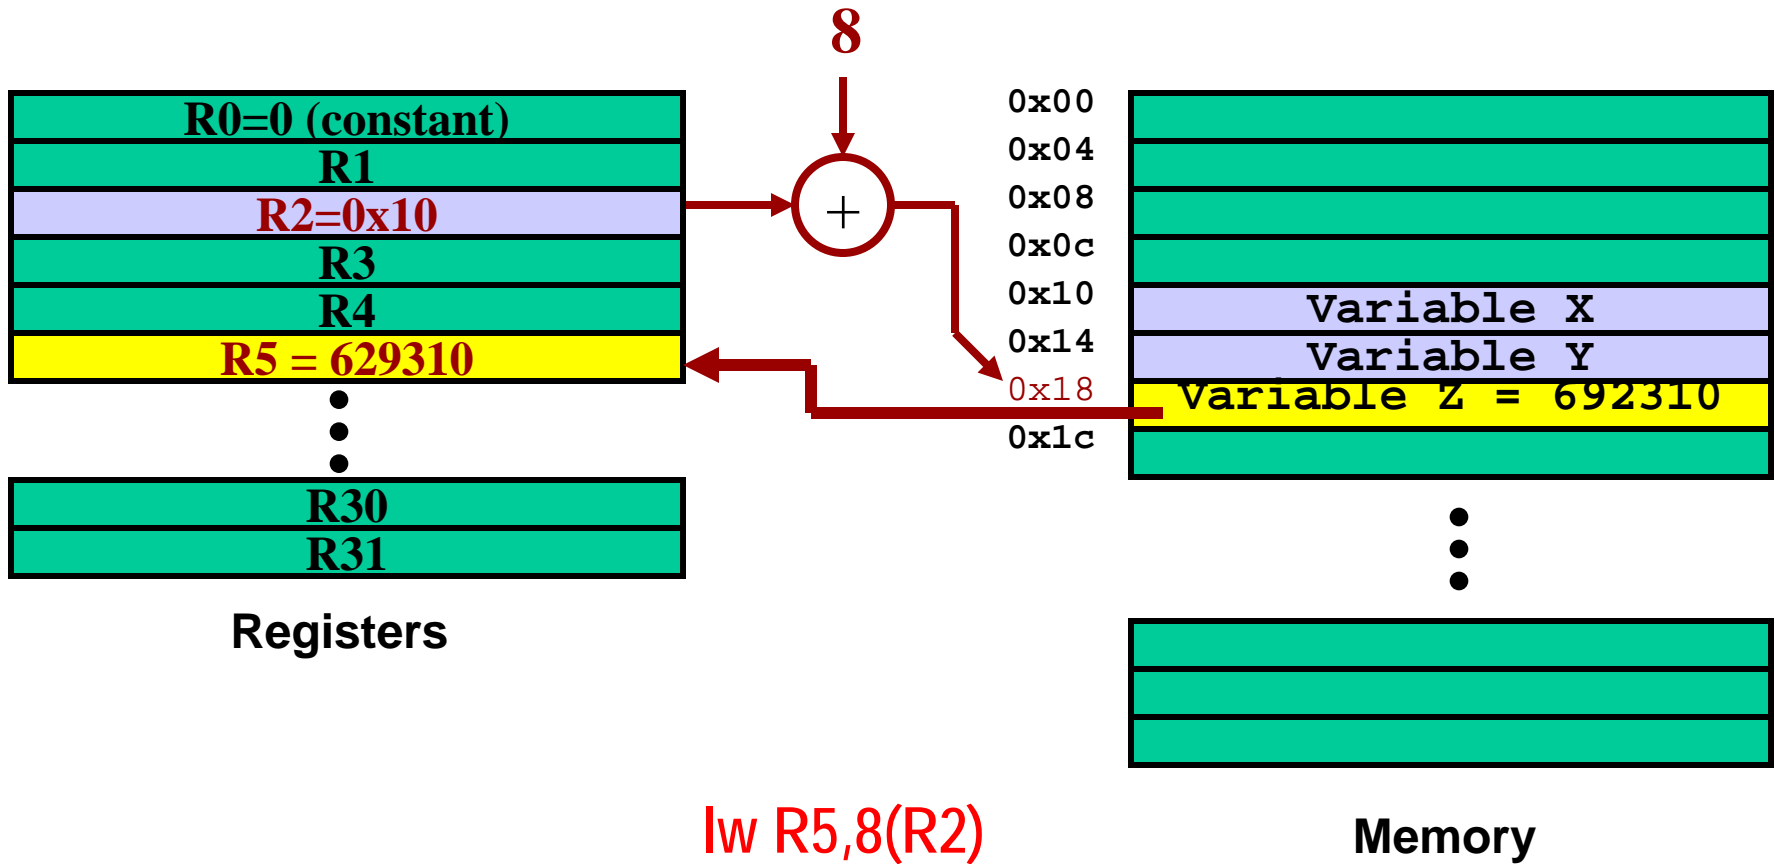 8
R0=0 (constant)
R1
R2=0x10
R3
R4
R5 = 629310
R30
R31
Registers
+
0x00
0x04
0x08
0x0c
0x10
0x14
0x18
0x1c
Variable X
Variable Y
Variable Z = 692310
lw R5,8(R2)
Memory